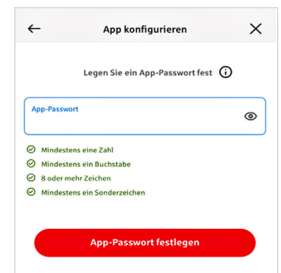 App konfigurieren
Legen Sie ein App-Passwort fest
App-Passwort
Mindestens eine Zahl
Mindestens ein Buchstabe
8 oder mehr Zeichen
Mindestens ein Sonderzeichen
App-Passwort festlegen